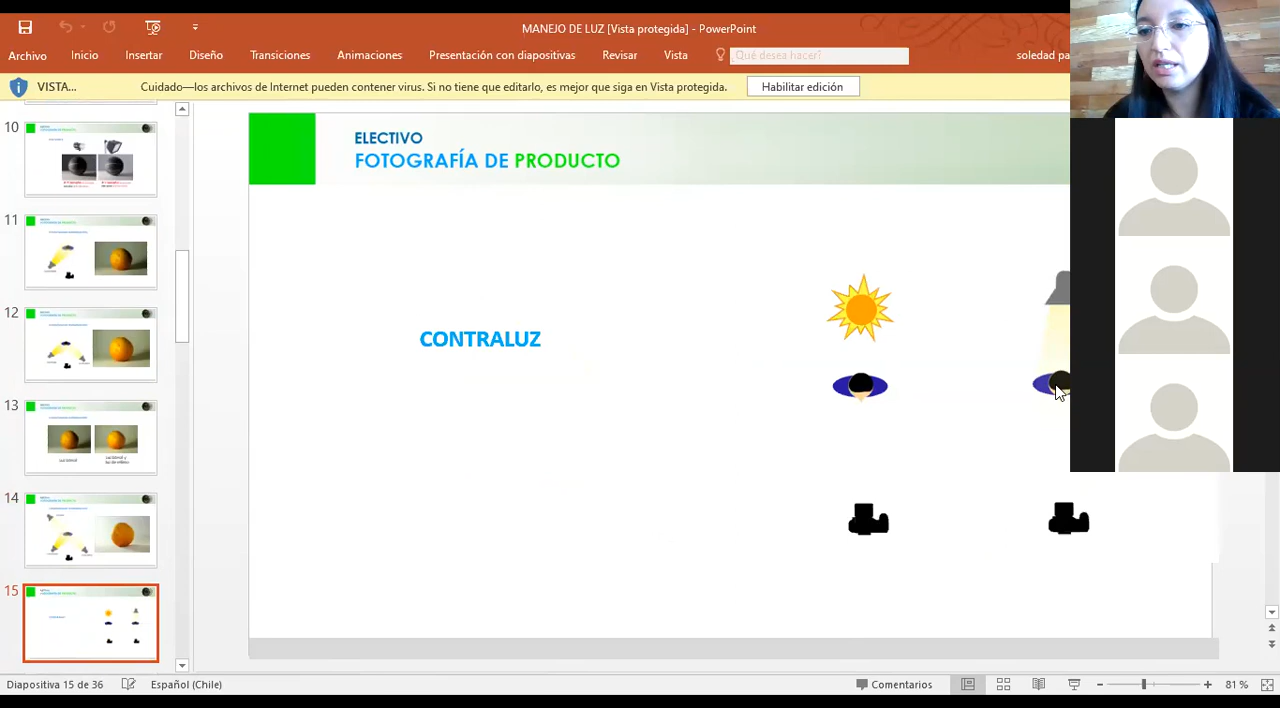 MANEJO DE LUZ [Vista protegida] - PowerPoint
Archivo Inicio Insertar Diseño Transiciones Animaciones Presentación con diapositivas Revisar Vista ¿Qué desea hacer? soledad pa
VISTA... Cuidado—los archivos de Internet pueden contener virus. Si no tiene que editarlo, es mejor que siga en Vista protegida. Habilitar edición
10
11
12
13
14
15
ELECTIVO
FOTOGRAFÍA DE PRODUCTO
CONTRALUZ
Diapositiva 15 de 36 Español (Chile) Comentarios 81 %